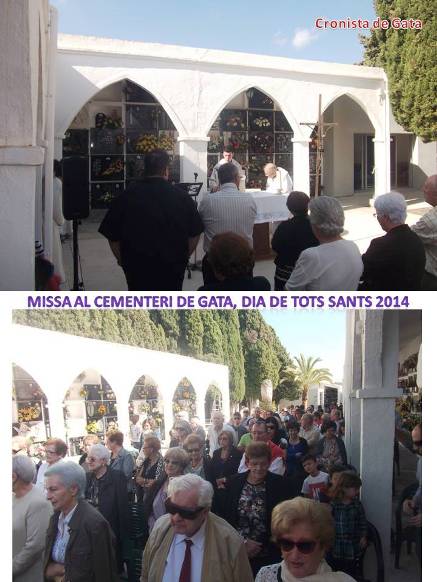 Cronista de Gata
MISSA AL CEMENTERI DE GATA, DIA DE TOTS SANTS 2014